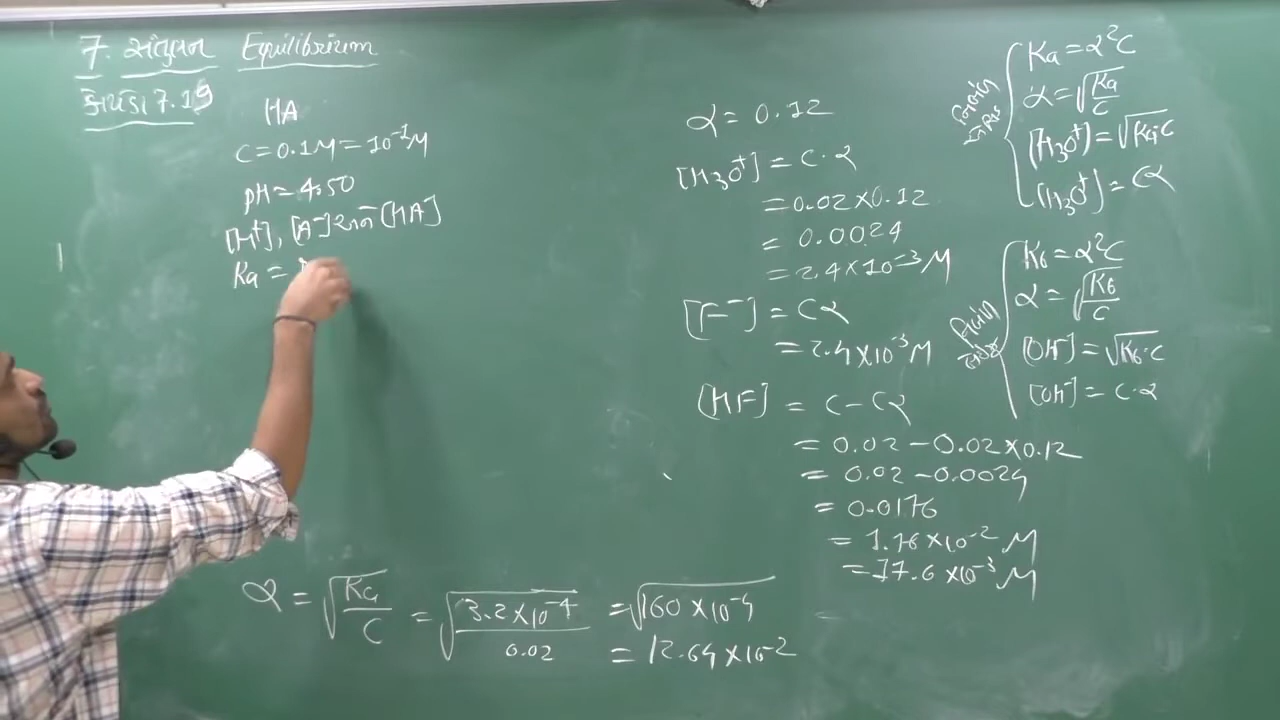 7. સંતુલન Equilibrium
7.19
HA
C = 0.1M = 10⁻¹M
pH = 4.50
[H⁺], [A⁻] અને [HA]
Ka =
α = √(Ka/C) = √(3.2×10⁻⁴/0.02) = √(160×10⁻⁴)
= 12.64×10⁻²
α = 0.12
[H₃O⁺] = C·α
= 0.02×0.12
= 0.0024
= 2.4×10⁻³M
[F⁻] = Cα
= 2.4×10⁻³M
[HF] = C-Cα
= 0.02-0.02×0.12
= 0.02-0.0024
= 0.0176
= 1.76×10⁻² M
= 17.6×10⁻³ M
Ka = α²C
α = √(Ka/C)
[H₃O⁺] = √(Ka·C)
[H₃O⁺] = Cα
Kb = α²C
α = √(Kb/C)
[OH⁻] = √(Kb·C)
[OH⁻] = C·α